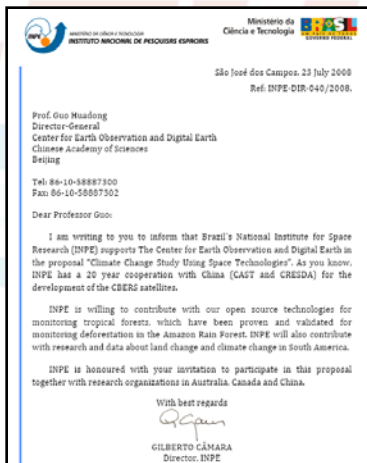 INPE
MINISTÉRIO DA CIÊNCIA E TECNOLOGIA
INSTITUTO NACIONAL DE PESQUISAS ESPACIAIS
Ministério da
Ciência e Tecnologia
BRASIL
GOVERNO FEDERAL
São José dos Campos, 23 July 2008
Ref: INPE-DIR-040/2008.
Prof. Guo Huadong
Director-General
Center for Earth Observation and Digital Earth
Chinese Academy of Sciences
Beijing
Tel: 86-10-58887300
Fax: 86-10-58887302
Dear Professor Guo:
I am writing to you to inform that Brazil's National Institute for Space
Research (INPE) supports The Center for Earth Observation and Digital Earth in
the proposal "Climate Change Study Using Space Technologies". As you know,
INPE has a 20 year cooperation with China (CAST and CRESDA) for the
development of the CBERS satellites.
INPE is willing to contribute with our open source technologies for
monitoring tropical forests, which have been proven and validated for
monitoring deforestation in the Amazon Rain Forest. INPE will also contribute
with research and data about land change and climate change in South America.
INPE is honoured with your invitation to participate in this proposal
together with research organizations in Australia, Canada and China.
With best regards
GILBERTO CÂMARA
Director, INPE